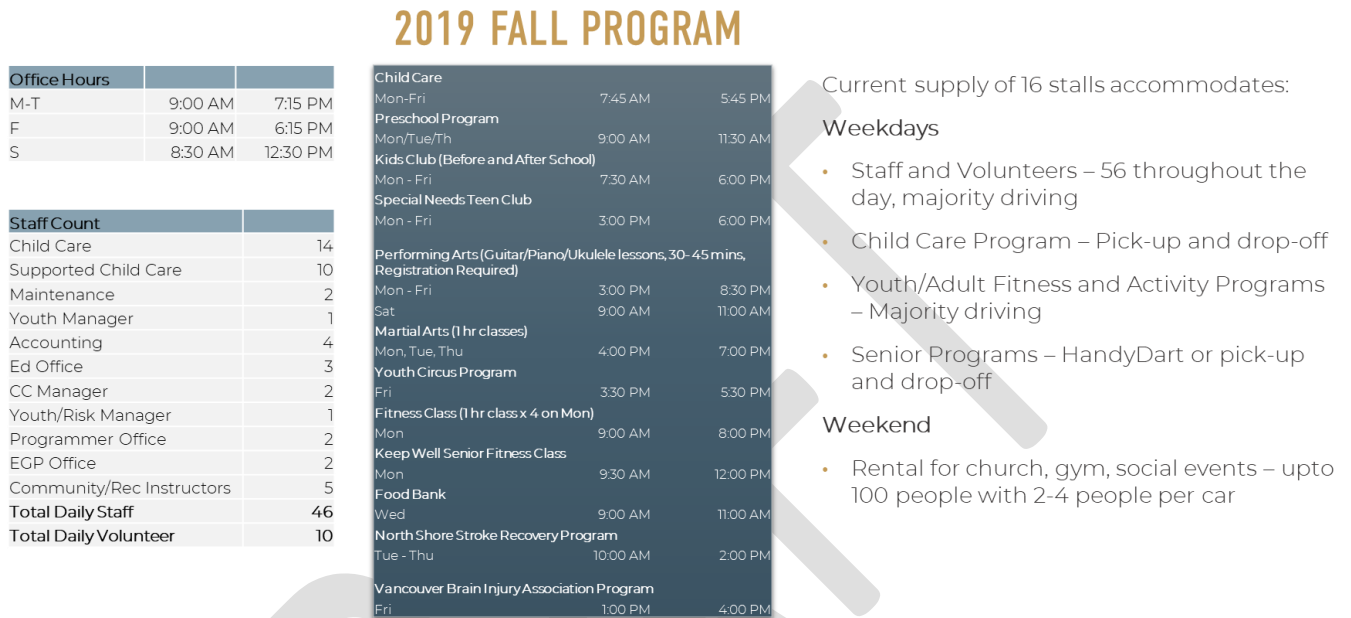 2019 FALL PROGRAM
Office Hours
M-T 9:00 AM 7:15 PM
F 9:00 AM 6:15 PM
S 8:30 AM 12:30 PM
Staff Count
Child Care 14
Supported Child Care 10
Maintenance 2
Youth Manager 1
Accounting 4
Ed Office 3
CC Manager 2
Youth/Risk Manager 1
Programmer Office 2
EGP Office 2
Community/Rec Instructors 5
Total Daily Staff 46
Total Daily Volunteer 10
Child Care
Mon-Fri 7:45 AM 5:45 PM
Preschool Program
Mon/Tue/Th 9:00 AM 11:30 AM
Kids Club (Before and After School)
Mon - Fri 7:30 AM 6:00 PM
Special Needs Teen Club
Mon - Fri 3:00 PM 6:00 PM
Performing Arts (Guitar/Piano/Ukulele lessons, 30-45 mins,
Registration Required)
Mon - Fri 3:00 PM 8:30 PM
Sat 9:00 AM 11:00 AM
Martial Arts (1 hr classes)
Mon, Tue, Thu 4:00 PM 7:00 PM
Youth Circus Program
Fri 3:30 PM 5:30 PM
Fitness Class (1 hr class x 4 on Mon)
Mon 9:00 AM 8:00 PM
Keep Well Senior Fitness Class
Mon 9:30 AM 12:00 PM
Food Bank
Wed 9:00 AM 11:00 AM
North Shore Stroke Recovery Program
Tue - Thu 10:00 AM 2:00 PM
Vancouver Brain Injury Association Program
Fri 1:00 PM 4:00 PM
Current supply of 16 stalls accommodates:
Weekdays
• Staff and Volunteers – 56 throughout the
day, majority driving
• Child Care Program – Pick-up and drop-off
• Youth/Adult Fitness and Activity Programs
– Majority driving
• Senior Programs – HandyDart or pick-up
and drop-off
Weekend
• Rental for church, gym, social events – upto
100 people with 2-4 people per car